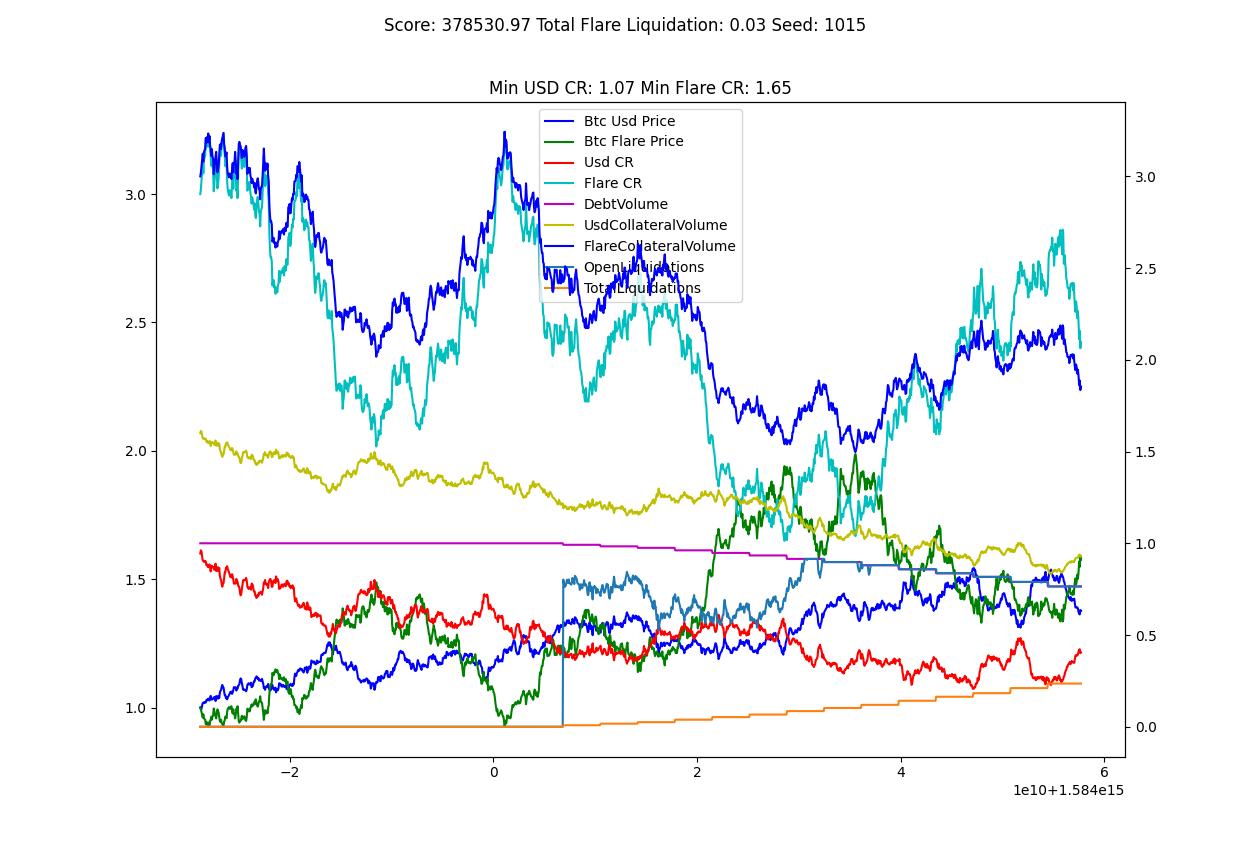 Score: 378530.97 Total Flare Liquidation: 0.03 Seed: 1015
Min USD CR: 1.07 Min Flare CR: 1.65
Btc Usd Price
Btc Flare Price
Usd CR
Flare CR
DebtVolume
UsdCollateralVolume
FlareCollateralVolume
OpenLiquidations
TotalLiquidations
3.0
2.5
2.0
1.5
1.0
3.0
2.5
2.0
1.5
1.0
0.5
0.0
−2 0 2 4 6
1e10+1.584e15